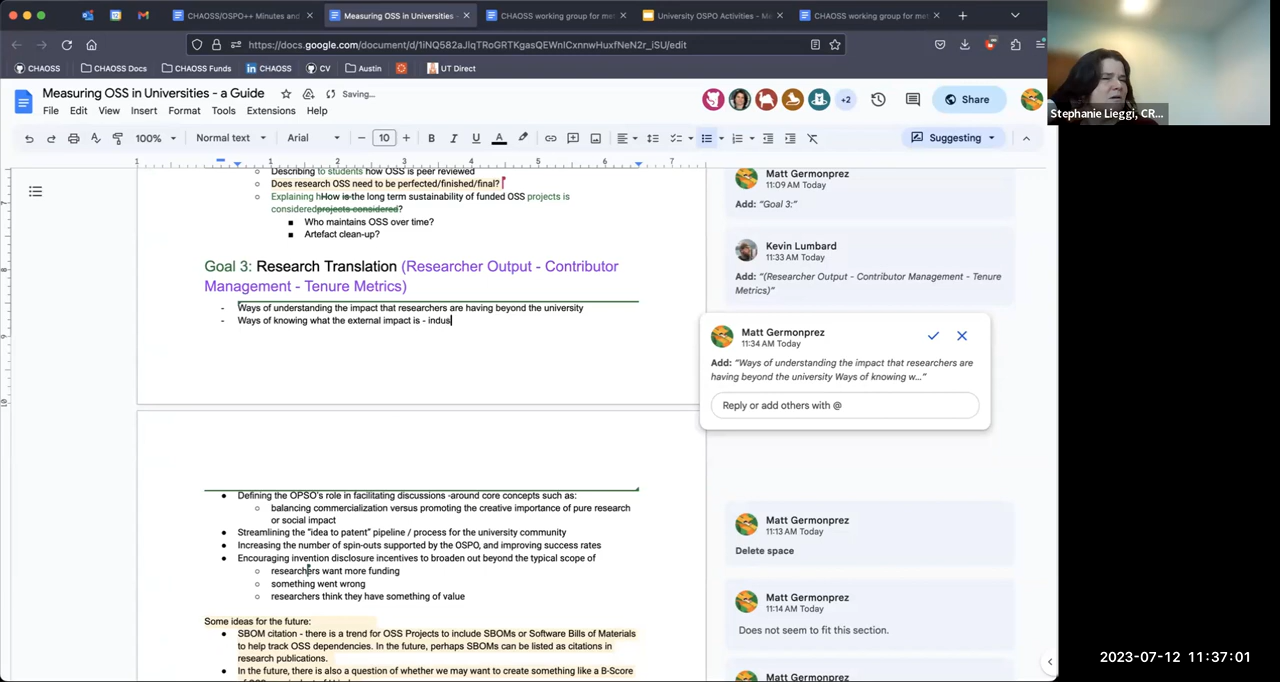 CHAOSS/OSPO++ Minutes and
Measuring OSS in Universities -
CHAOSS working group for me
University OSPO Activities - M
CHAOSS working group for me
https://docs.google.com/document/d/1iNQ582aJlqTRoGRTKgasQEWnICxnnwHuxfNeN2r_iSU/edit
CHAOSS
CHAOSS Docs
CHAOSS Funds
CHAOSS
CV
Austin
UT Direct
Measuring OSS in Universities - a Guide
Saving...
File Edit View Insert Format Tools Extensions Help
+2
Share
100%
Normal text
Arial
10
Suggesting
1 1 2 3 4 5 6 7
Describing to students how OSS is peer reviewed
Does research OSS need to be perfected/finished/final?
Explaining hHow is the long term sustainability of funded OSS projects is
consideredprojects considered?
Who maintains OSS over time?
Artefact clean-up?
Goal 3: Research Translation (Researcher Output - Contributor
Management - Tenure Metrics)
- Ways of understanding the impact that researchers are having beyond the university
- Ways of knowing what the external impact is - indus
Defining the OPSO's role in facilitating discussions -around core concepts such as:
balancing commercialization versus promoting the creative importance of pure research
or social impact
Streamlining the "idea to patent" pipeline / process for the university community
Increasing the number of spin-outs supported by the OSPO, and improving success rates
Encouraging invention disclosure incentives to broaden out beyond the typical scope of
researchers want more funding
something went wrong
researchers think they have something of value
Some ideas for the future:
SBOM citation - there is a trend for OSS Projects to include SBOMs or Software Bills of Materials
to help track OSS dependencies. In the future, perhaps SBOMs can be listed as citations in
research publications.
In the future, there is also a question of whether we may want to create something like a B-Score
Matt Germonprez
11:09 AM Today
Add: "Goal 3:"
Kevin Lumbard
11:33 AM Today
Add: "(Researcher Output - Contributor Management - Tenure
Metrics)"
Matt Germonprez
11:34 AM Today
Add: "Ways of understanding the impact that researchers are
having beyond the university Ways of knowing w..."
Reply or add others with @
Matt Germonprez
11:13 AM Today
Delete space
Matt Germonprez
11:14 AM Today
Does not seem to fit this section.
Matt Germonprez
Stephanie Lieggi, CR...
2023-07-12 11:37:01